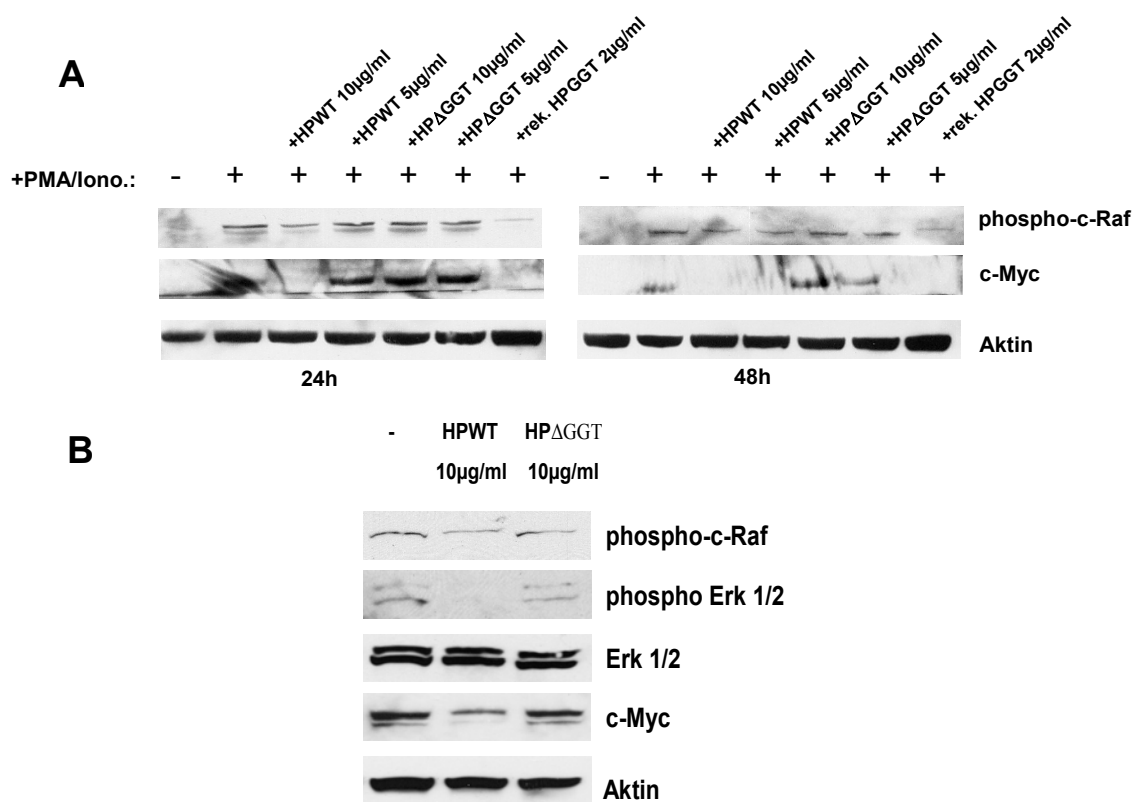 A
+HPWT 10µg/ml
+HPWT 5µg/ml
+HPΔGGT 10µg/ml
+HPΔGGT 5µg/ml
+rek. HPGGT 2µg/ml
+HPWT 10µg/ml
+HPWT 5µg/ml
+HPΔGGT 10µg/ml
+HPΔGGT 5µg/ml
+rek. HPGGT 2µg/ml
+PMA/Iono.: - + + + + + + - + + + + + +
phospho-c-Raf
c-Myc
Aktin
24h 48h
B
- HPWT HPΔGGT
10µg/ml 10µg/ml
phospho-c-Raf
phospho Erk 1/2
Erk 1/2
c-Myc
Aktin